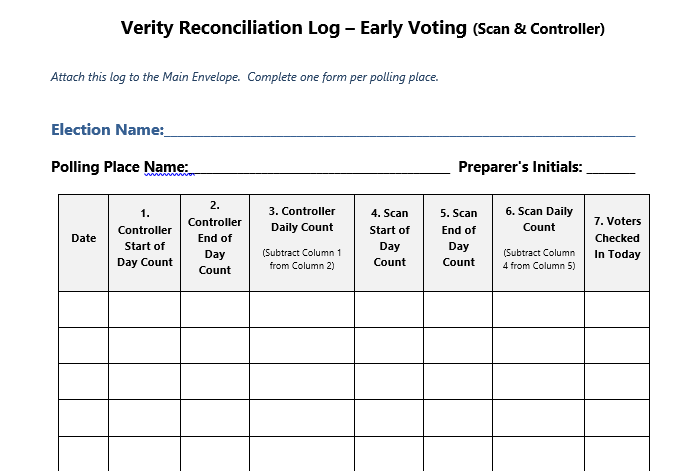 Verity Reconciliation Log – Early Voting (Scan & Controller)
Attach this log to the Main Envelope. Complete one form per polling place.
Election Name:
Polling Place Name: Preparer's Initials:
Date
1.
Controller
Start of
Day Count
2.
Controller
End of
Day
Count
3. Controller
Daily Count
(Subtract Column 1
from Column 2)
4. Scan
Start of
Day
Count
5. Scan
End of
Day
Count
6. Scan Daily
Count
(Subtract Column
4 from Column 5)
7. Voters
Checked
In Today